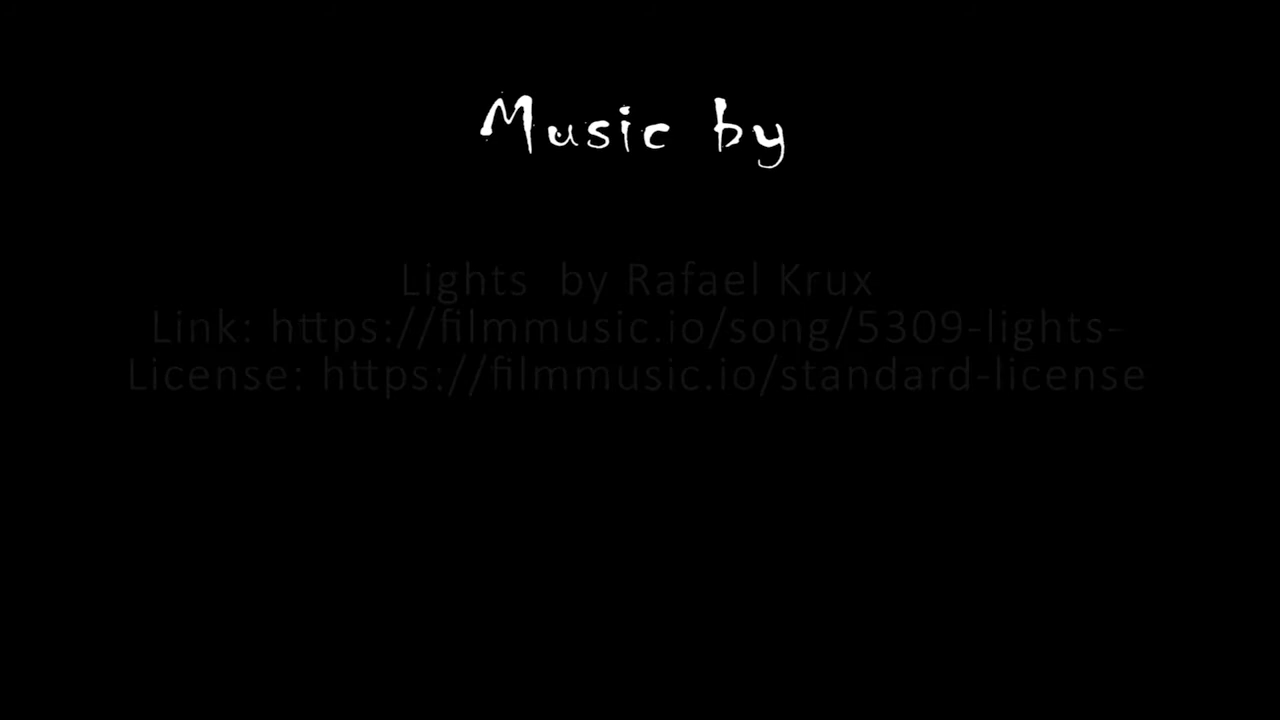 Music by
Lights by Rafael Krux
Link: https://filmmusic.io/song/5309-lights-
License: https://filmmusic.io/standard-license